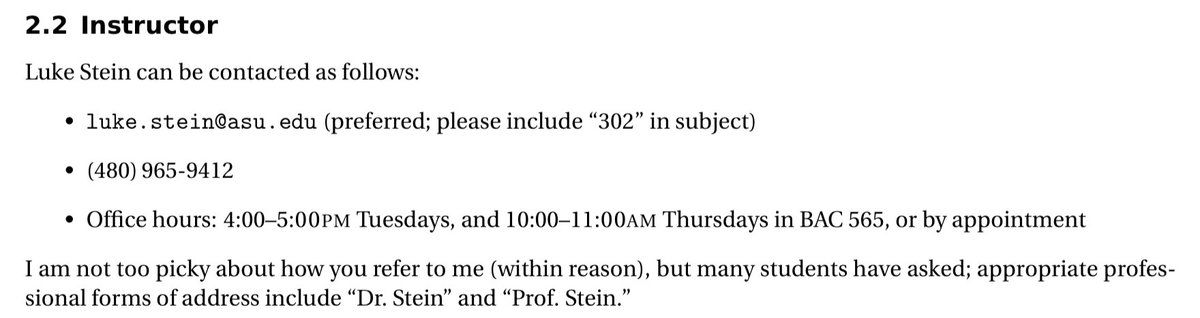 2.2 Instructor
Luke Stein can be contacted as follows:
• luke.stein@asu.edu (preferred; please include “302” in subject)
• (480) 965-9412
• Office hours: 4:00–5:00PM Tuesdays, and 10:00–11:00AM Thursdays in BAC 565, or by appointment
I am not too picky about how you refer to me (within reason), but many students have asked; appropriate profes-
sional forms of address include “Dr. Stein” and “Prof. Stein.”